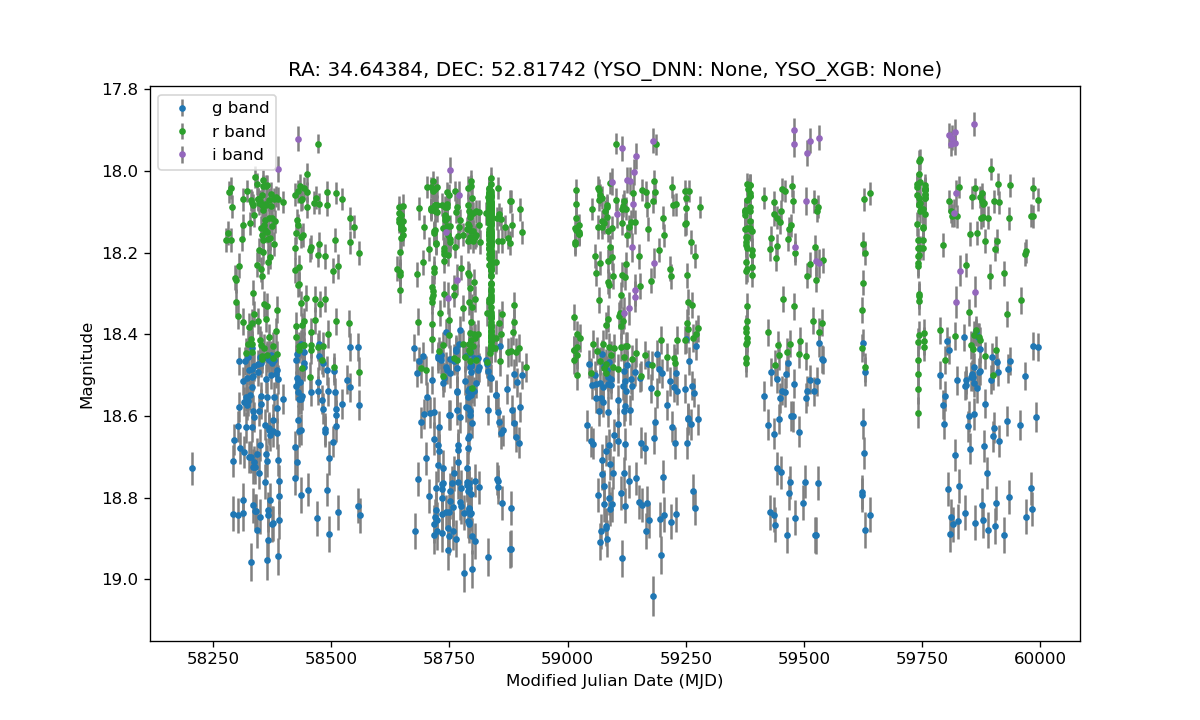 RA: 34.64384, DEC: 52.81742 (YSO_DNN: None, YSO_XGB: None)
g band
r band
i band
17.8
18.0
18.2
18.4
18.6
18.8
19.0
Magnitude
58250 58500 58750 59000 59250 59500 59750 60000
Modified Julian Date (MJD)